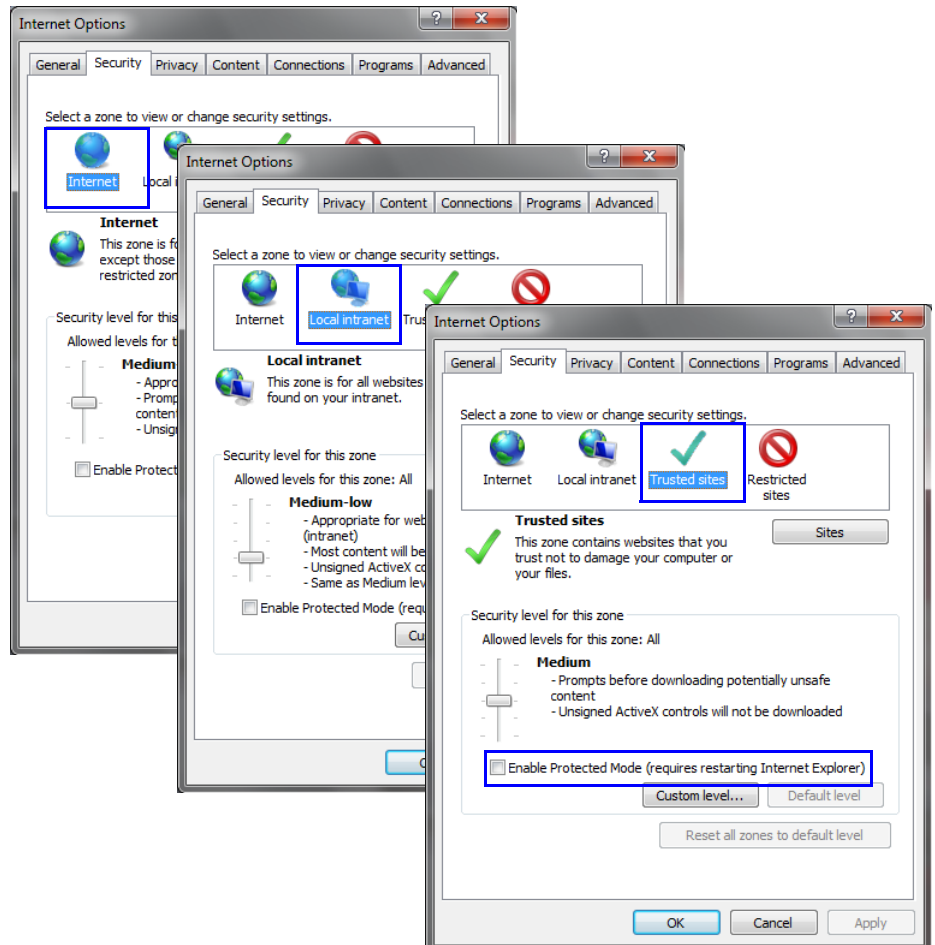 Internet Options
?
X
General Security Privacy Content Connections Programs Advanced
Select a zone to view or change security settings.
Internet Local i
Internet
This zone is fo
except those
restricted zon
Security level for this
Allowed levels for t
Medium
- Appro
- Promp
content
- Unsig
Enable Protect
Internet Options
?
X
General Security Privacy Content Connections Programs Advanced
Select a zone to view or change security settings.
Internet Local intranet Trus
Local intranet
This zone is for all websites
found on your intranet.
Security level for this zone
Allowed levels for this zone: All
Medium-low
- Appropriate for web
(intranet)
- Most content will be
- Unsigned ActiveX co
- Same as Medium lev
Enable Protected Mode (requ
Cu
Internet Options
?
X
General Security Privacy Content Connections Programs Advanced
Select a zone to view or change security settings.
Internet Local intranet Trusted sites Restricted
sites
Trusted sites
This zone contains websites that you
trust not to damage your computer or
your files.
Sites
Security level for this zone
Allowed levels for this zone: All
Medium
- Prompts before downloading potentially unsafe
content
- Unsigned ActiveX controls will not be downloaded
Enable Protected Mode (requires restarting Internet Explorer)
Custom level... Default level
Reset all zones to default level
OK Cancel Apply